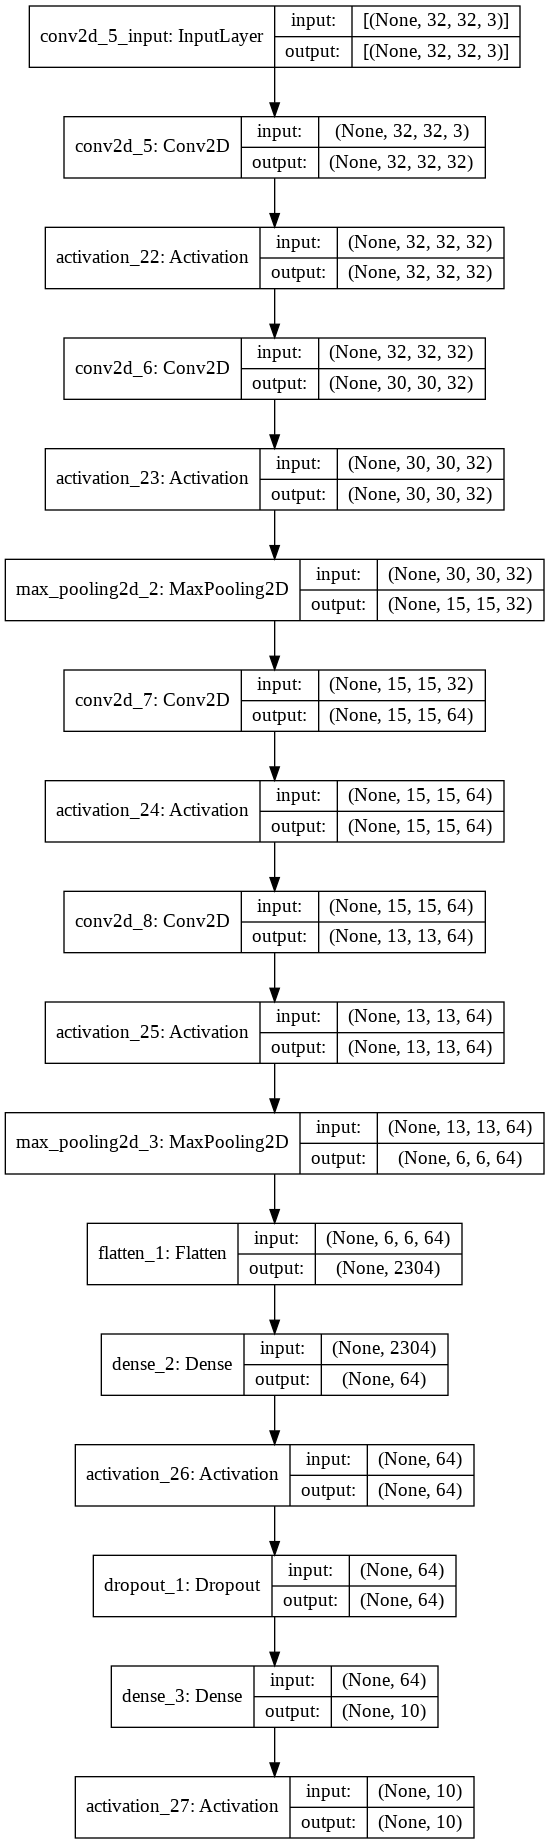 conv2d_5_input: InputLayer
input:
[(None, 32, 32, 3)]
output:
[(None, 32, 32, 3)]
conv2d_5: Conv2D
input:
(None, 32, 32, 3)
output:
(None, 32, 32, 32)
activation_22: Activation
input:
(None, 32, 32, 32)
output:
(None, 32, 32, 32)
conv2d_6: Conv2D
input:
(None, 32, 32, 32)
output:
(None, 30, 30, 32)
activation_23: Activation
input:
(None, 30, 30, 32)
output:
(None, 30, 30, 32)
max_pooling2d_2: MaxPooling2D
input:
(None, 30, 30, 32)
output:
(None, 15, 15, 32)
conv2d_7: Conv2D
input:
(None, 15, 15, 32)
output:
(None, 15, 15, 64)
activation_24: Activation
input:
(None, 15, 15, 64)
output:
(None, 15, 15, 64)
conv2d_8: Conv2D
input:
(None, 15, 15, 64)
output:
(None, 13, 13, 64)
activation_25: Activation
input:
(None, 13, 13, 64)
output:
(None, 13, 13, 64)
max_pooling2d_3: MaxPooling2D
input:
(None, 13, 13, 64)
output:
(None, 6, 6, 64)
flatten_1: Flatten
input:
(None, 6, 6, 64)
output:
(None, 2304)
dense_2: Dense
input:
(None, 2304)
output:
(None, 64)
activation_26: Activation
input:
(None, 64)
output:
(None, 64)
dropout_1: Dropout
input:
(None, 64)
output:
(None, 64)
dense_3: Dense
input:
(None, 64)
output:
(None, 10)
activation_27: Activation
input:
(None, 10)
output:
(None, 10)